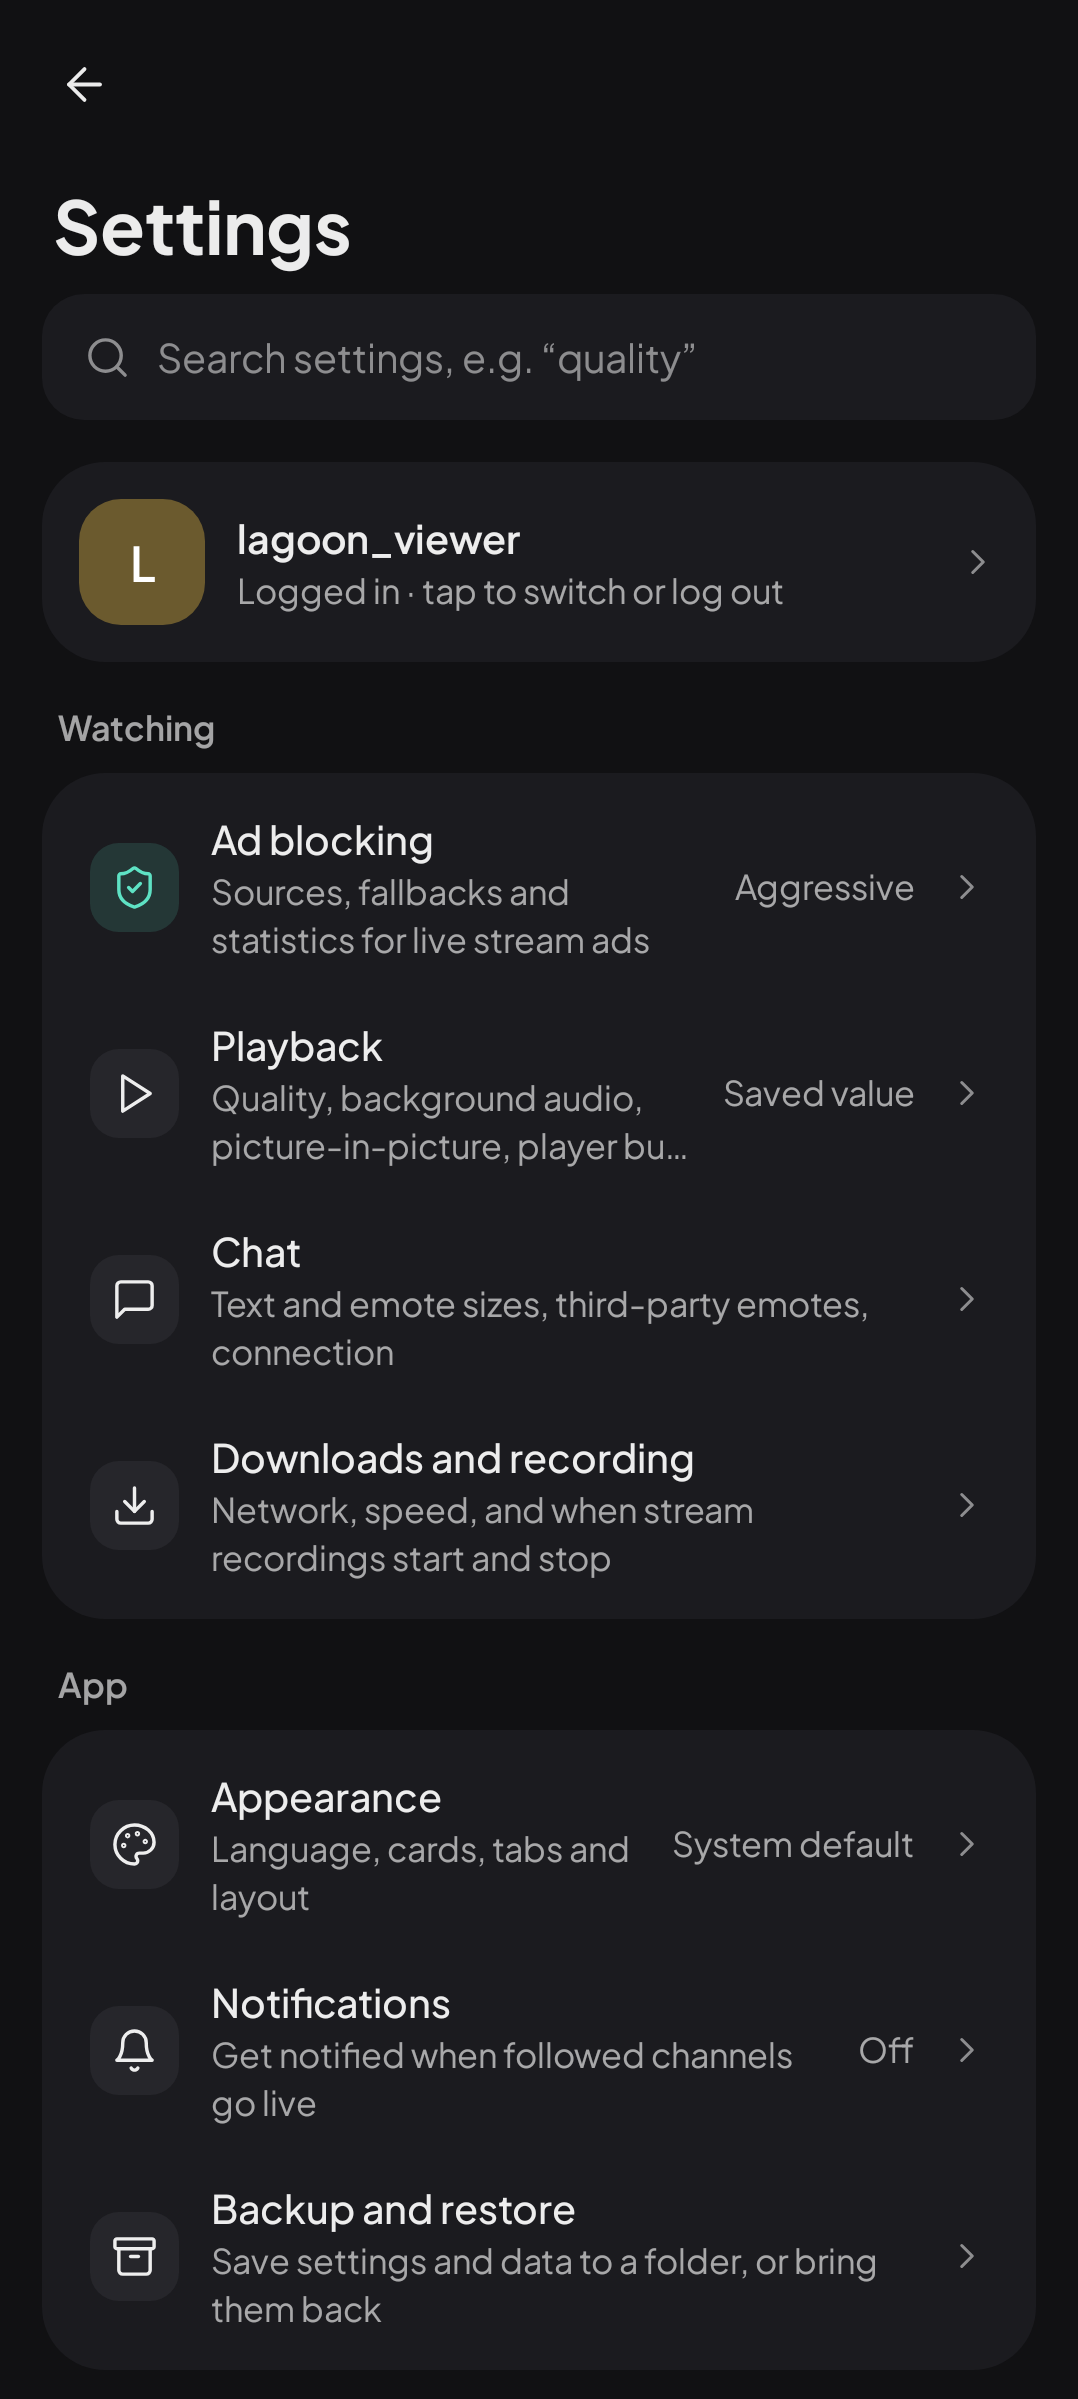 Settings
Search settings, e.g. “quality”
L
lagoon_viewer
Logged in · tap to switch or log out
Watching
Ad blocking
Sources, fallbacks and
statistics for live stream ads
Aggressive
Playback
Quality, background audio,
picture-in-picture, player bu...
Saved value
Chat
Text and emote sizes, third-party emotes,
connection
Downloads and recording
Network, speed, and when stream
recordings start and stop
App
Appearance
Language, cards, tabs and
layout
System default
Notifications
Get notified when followed channels
go live
Off
Backup and restore
Save settings and data to a folder, or bring
them back